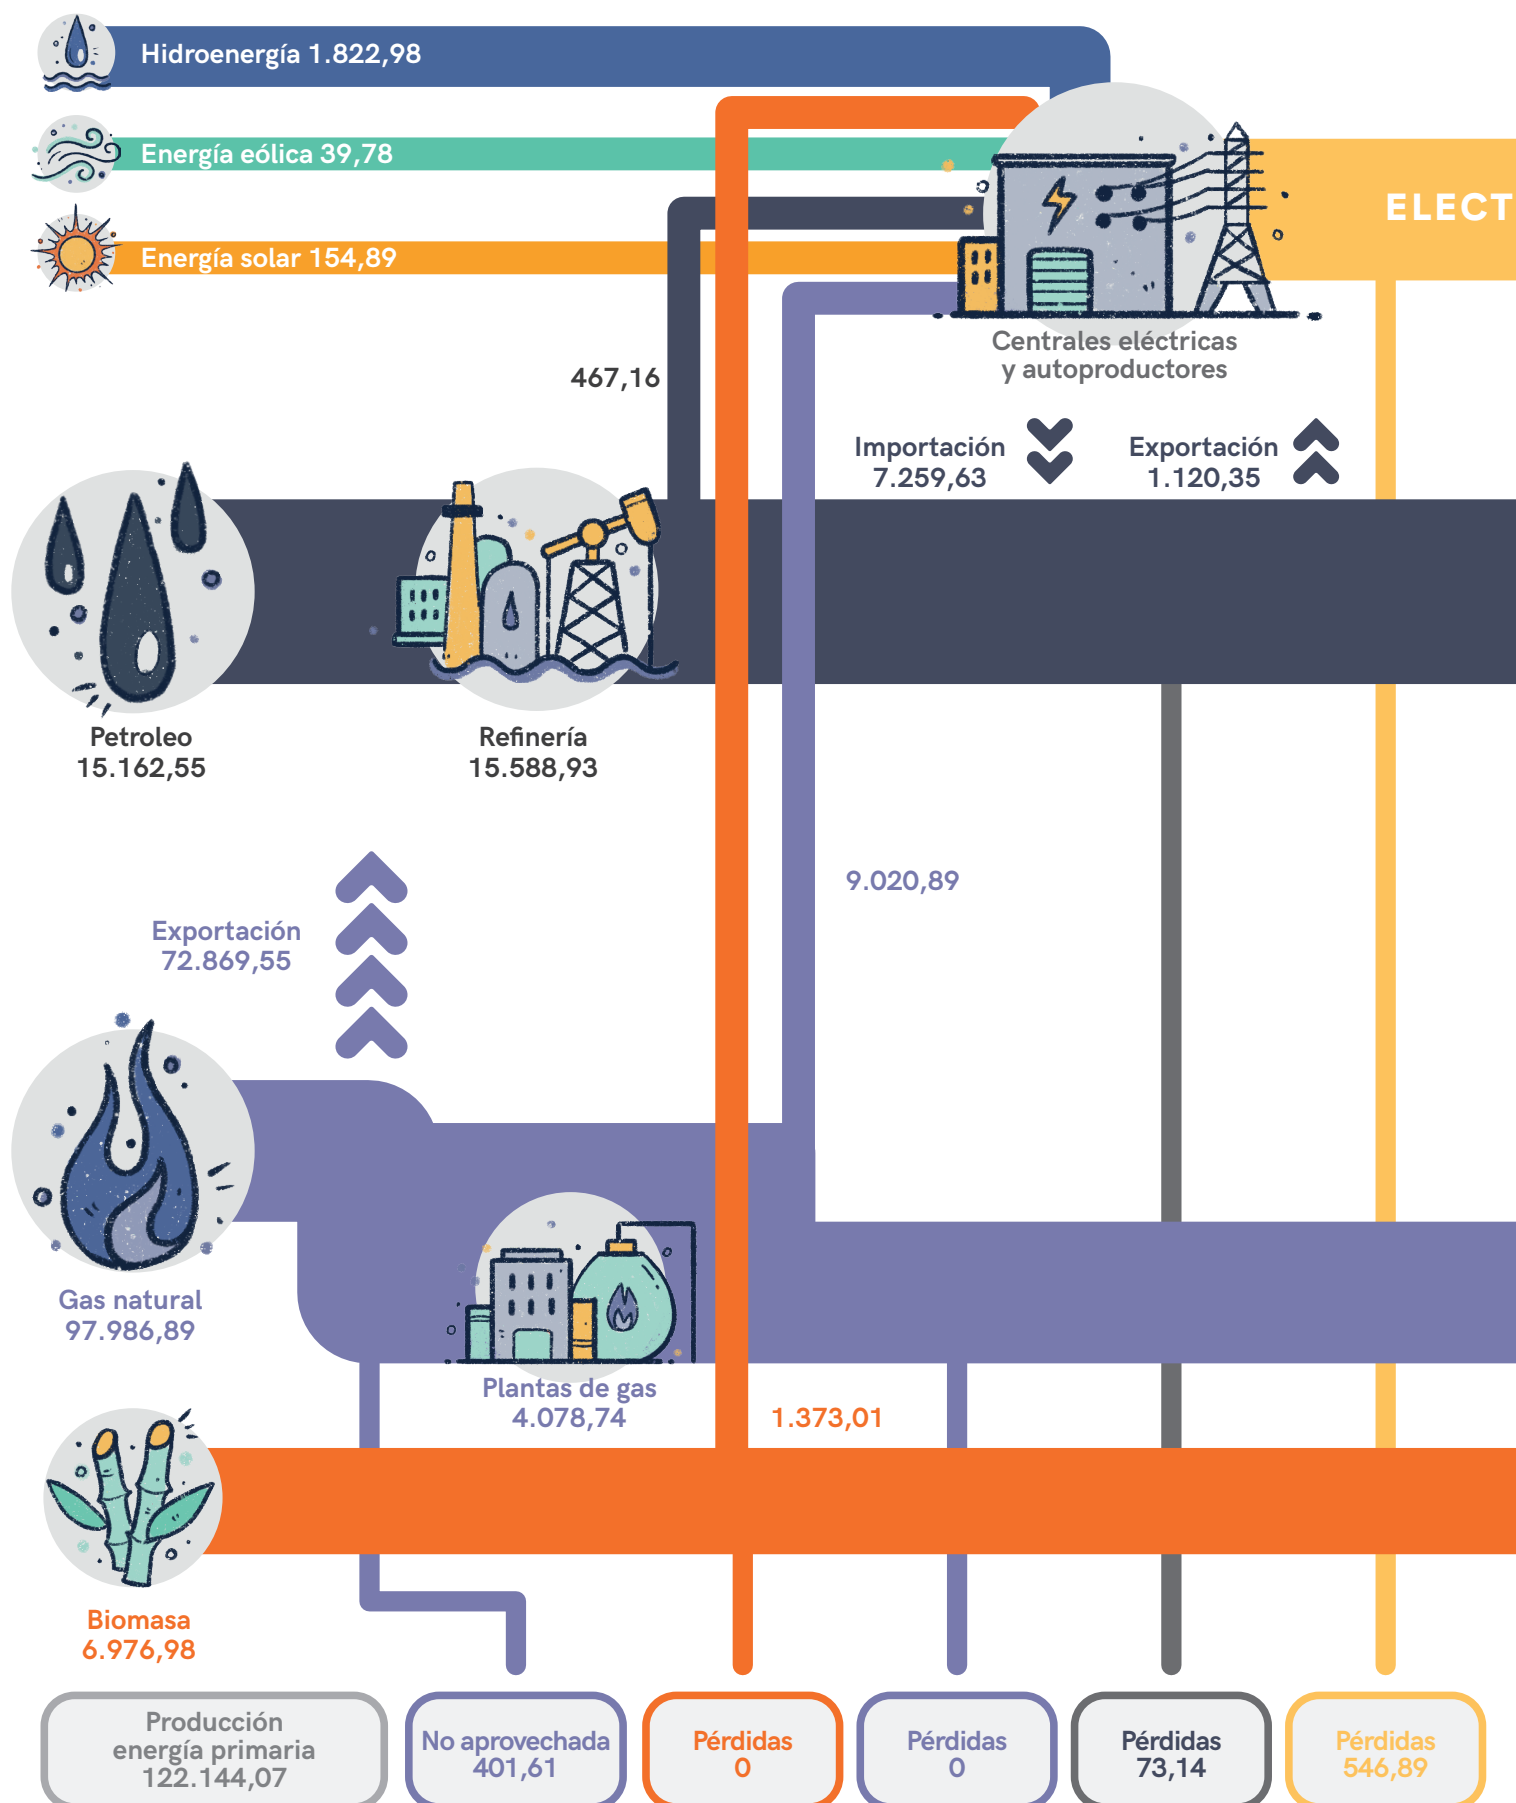 Hidroenergía 1.822,98
Energía eólica 39,78
ELECT
Energía solar 154,89
Centrales eléctricas
y autoproductores
467,16
Importación
7.259,63
Exportación
1.120,35
Petroleo
15.162,55
Refinería
15.588,93
9.020,89
Exportación
72.869,55
Gas natural
97.986,89
Plantas de gas
4.078,74
1.373,01
Biomasa
6.976,98
Producción
energía primaria
122.144,07
No aprovechada
401,61
Pérdidas
0
Pérdidas
0
Pérdidas
73,14
Pérdidas
546,89